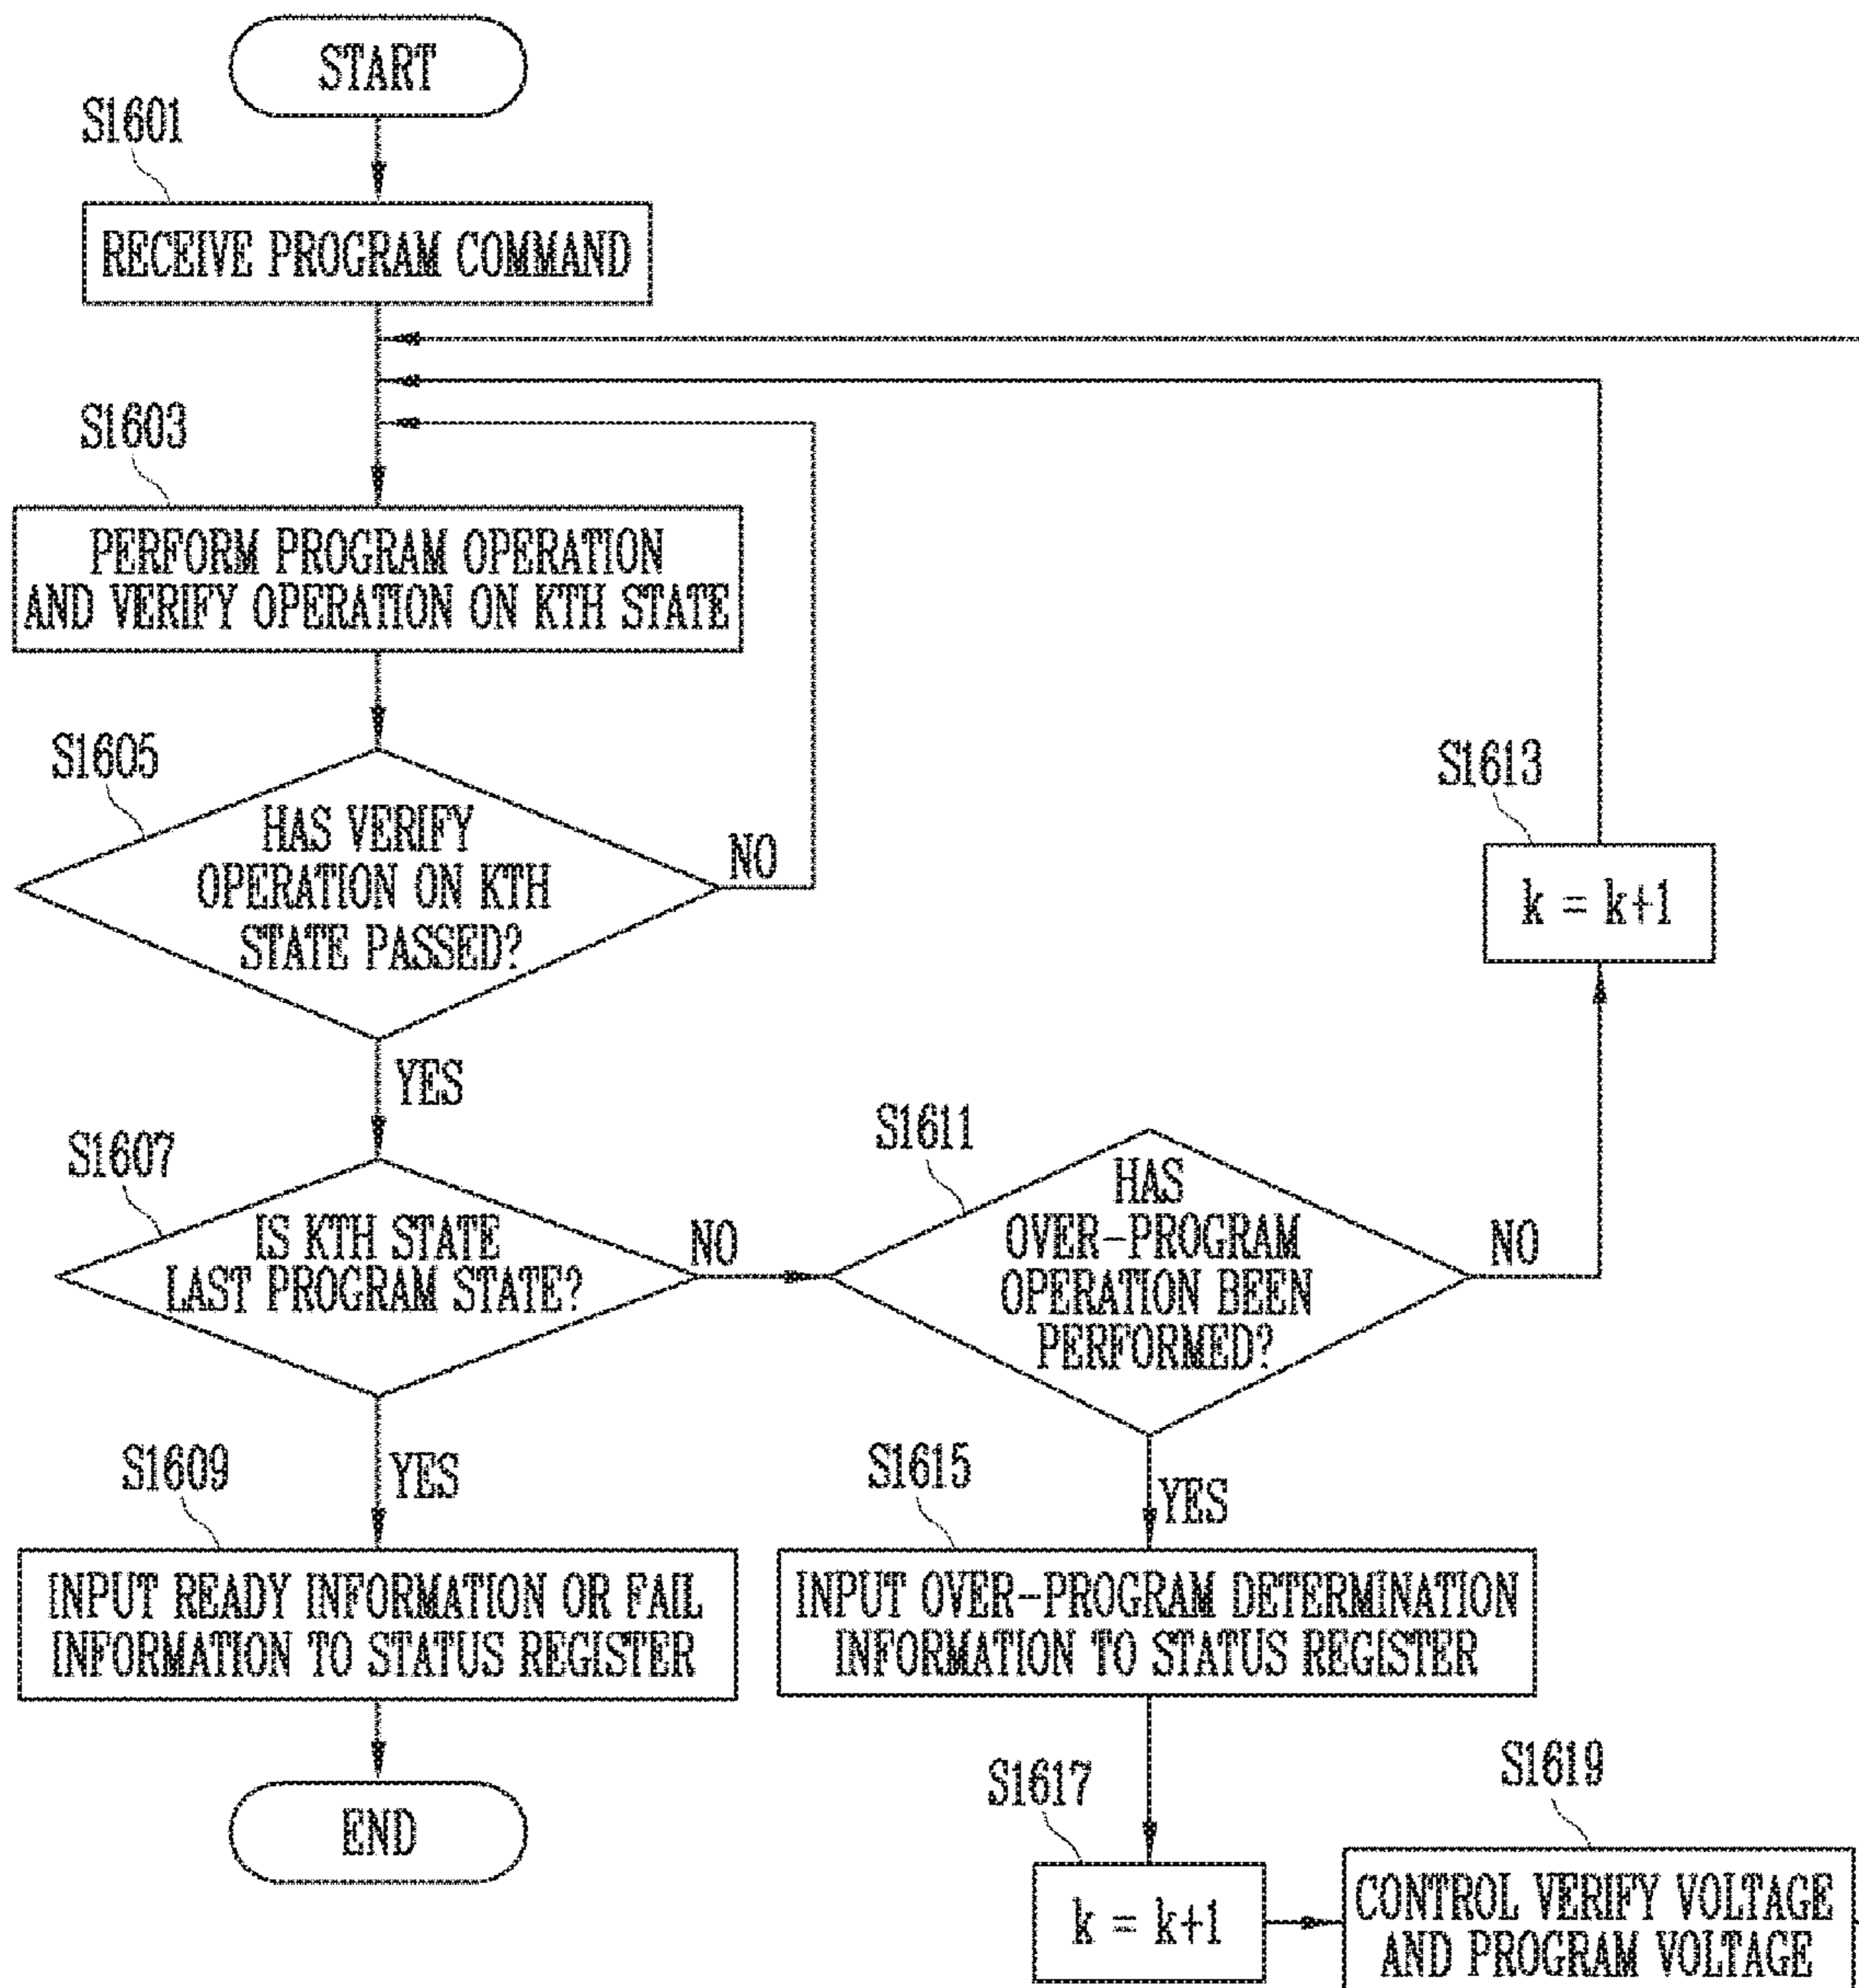 START
S1601
RECEIVE PROGRAM COMMAND
S1603
PERFORM PROGRAM OPERATION
AND VERIFY OPERATION ON KTH STATE
S1605
HAS VERIFY
OPERATION ON KTH
STATE PASSED?
NO
YES
S1607
IS KTH STATE
LAST PROGRAM STATE?
NO
YES
S1609
INPUT READY INFORMATION OR FAIL
INFORMATION TO STATUS REGISTER
END
S1611
HAS
OVER-PROGRAM
OPERATION BEEN
PERFORMED?
NO
YES
S1613
k = k+1
S1615
INPUT OVER-PROGRAM DETERMINATION
INFORMATION TO STATUS REGISTER
S1617
k = k+1
S1619
CONTROL VERIFY VOLTAGE
AND PROGRAM VOLTAGE